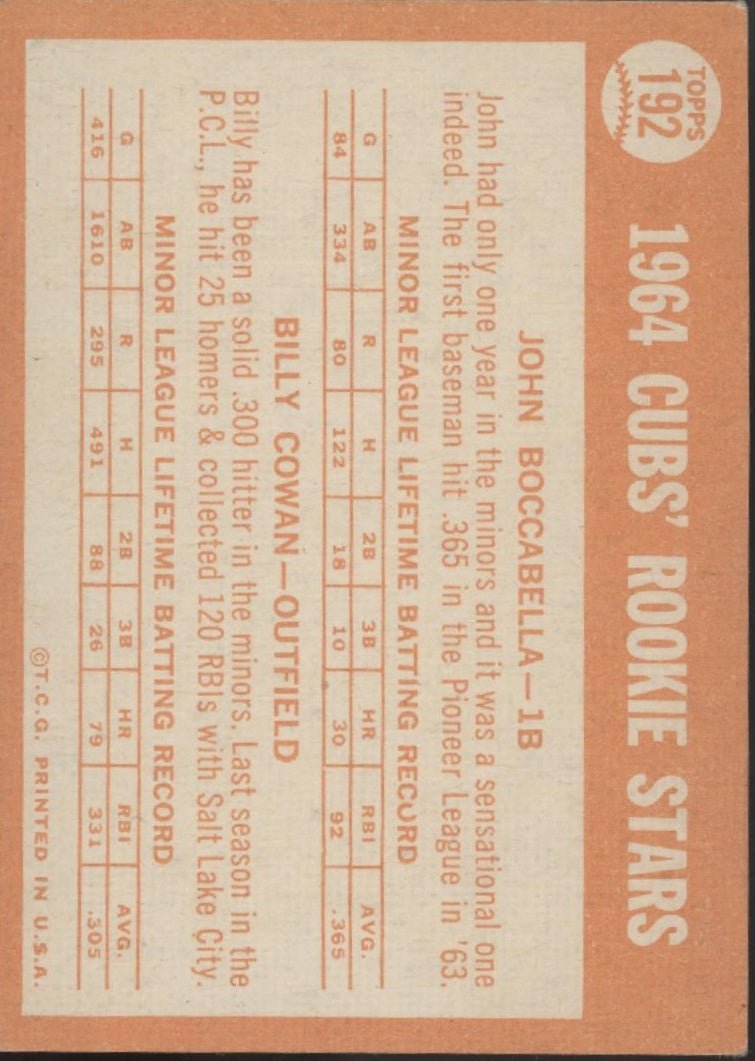 TOPPS
192
1964 CUBS' ROOKIE STARS
JOHN BOCCABELLA—1B
John had only one year in the minors and it was a sensational one
indeed. The first baseman hit .365 in the Pioneer League in '63.
MINOR LEAGUE LIFETIME BATTING RECORD
G AB R H 2B 3B HR RBI AVG.
84 334 80 122 18 10 30 92 .365
BILLY COWAN—OUTFIELD
Billy has been a solid .300 hitter in the minors. Last season in the
P.C.L., he hit 25 homers & collected 120 RBIs with Salt Lake City.
MINOR LEAGUE LIFETIME BATTING RECORD
G AB R H 2B 3B HR RBI AVG.
416 1610 295 491 88 26 79 331 .305
©T.C.G. PRINTED IN U.S.A.